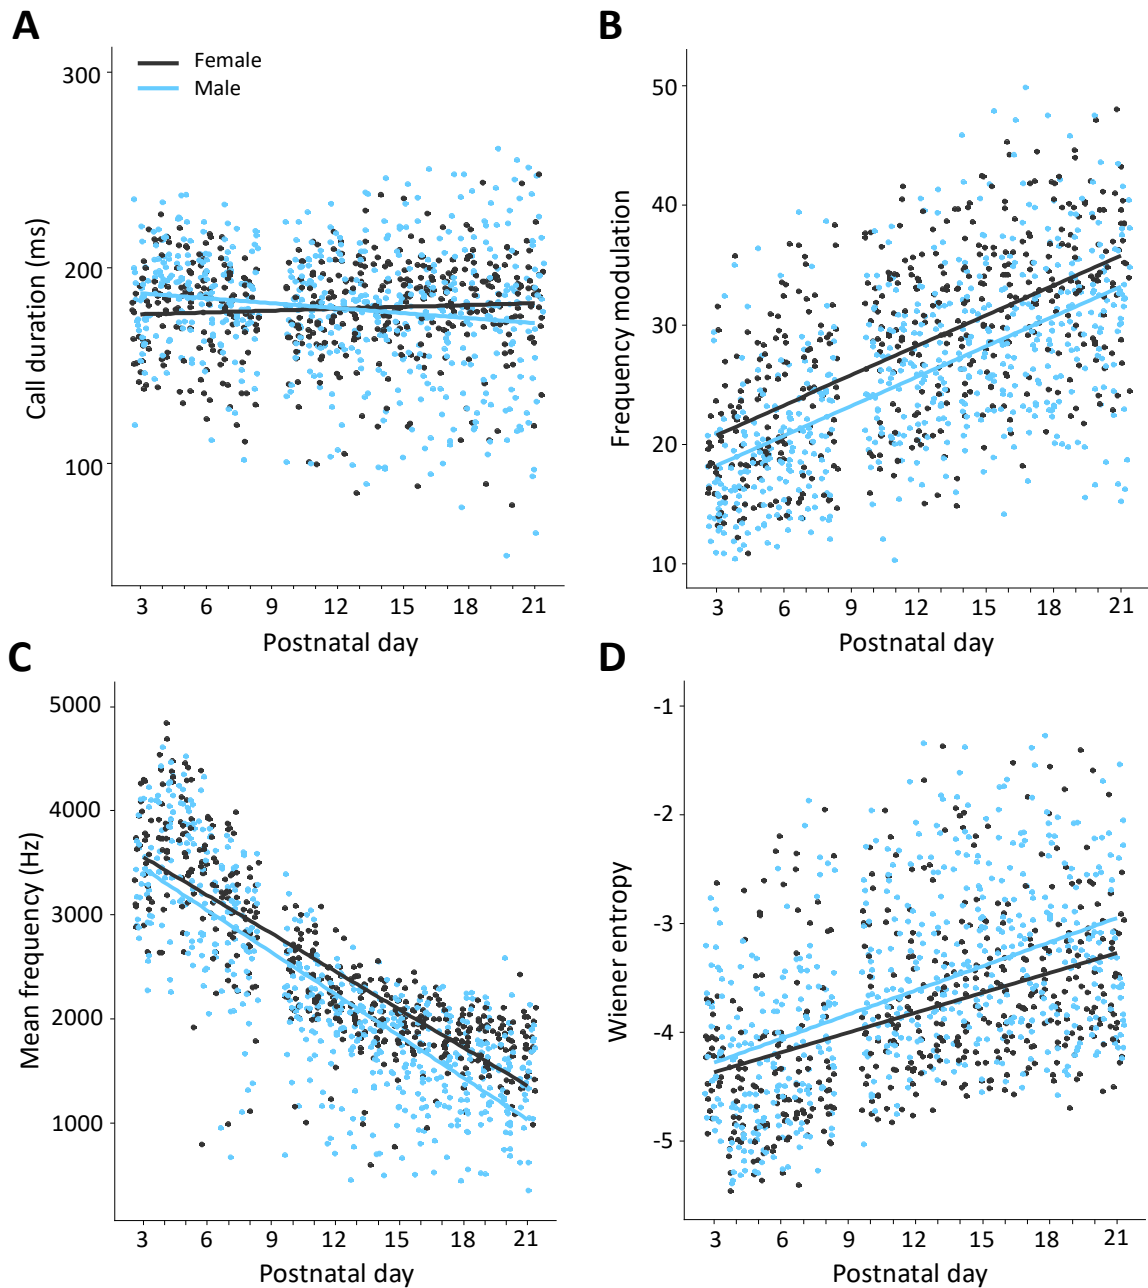 A
Female
Male
300
200
100
Call duration (ms)
3 6 9 12 15 18 21
Postnatal day
B
50
40
30
20
10
Frequency modulation
3 6 9 12 15 18 21
Postnatal day
C
5000
4000
3000
2000
1000
Mean frequency (Hz)
3 6 9 12 15 18 21
Postnatal day
D
-1
-2
-3
-4
-5
Wiener entropy
3 6 9 12 15 18 21
Postnatal day